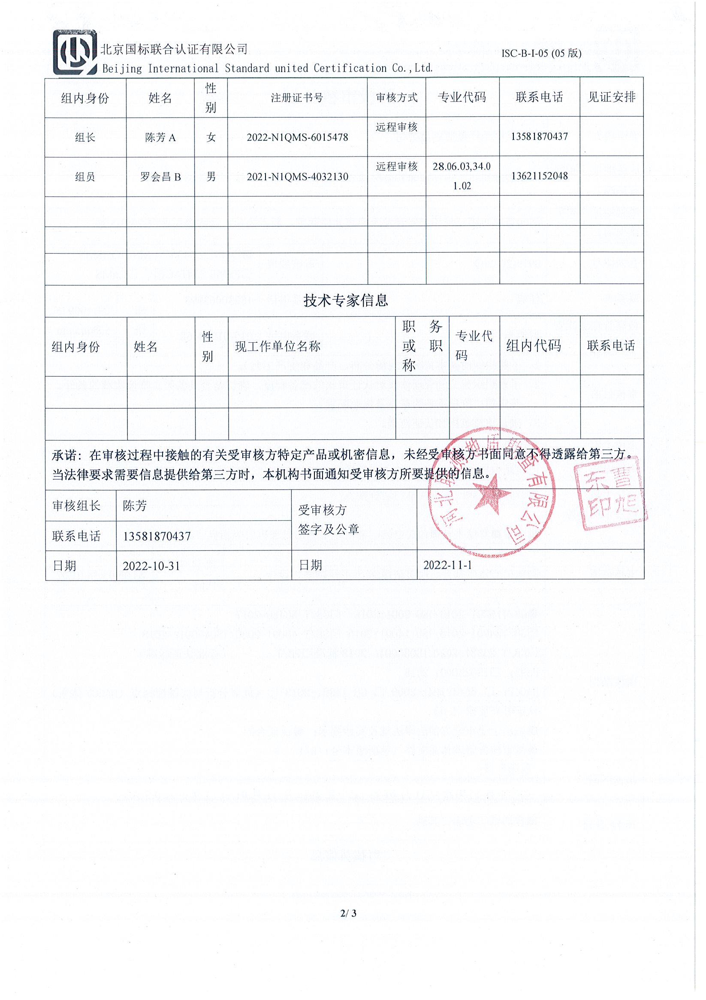 北京国标联合认证有限公司
ISC-B-I-05 (05 版)
Beijing International Standard united Certification Co.,Ltd.
组内身份 姓名 性别 注册证书号 审核方式 专业代码 联系电话 见证安排
组长 陈芳 A 女 2022-N1QMS-6015478 远程审核 13581870437
组员 罗会昌 B 男 2021-N1QMS-4032130 远程审核 28.06.03,34.0
1.02 13621152048
技术专家信息
组内身份 姓名 性别 现工作单位名称 职务或职称 专业代码 组内代码 联系电话
承诺：在审核过程中接触的有关受审核方特定产品或机密信息，未经受审核方书面同意不得透露给第三方。
当法律要求需要信息提供给第三方时，本机构书面通知受审核方所要提供的信息。
审核组长 陈芳
受审核方
签字及公章
联系电话 13581870437
日期 2022-10-31 日期 2022-11-1
河北 有限公司
曹旭东印
2/ 3